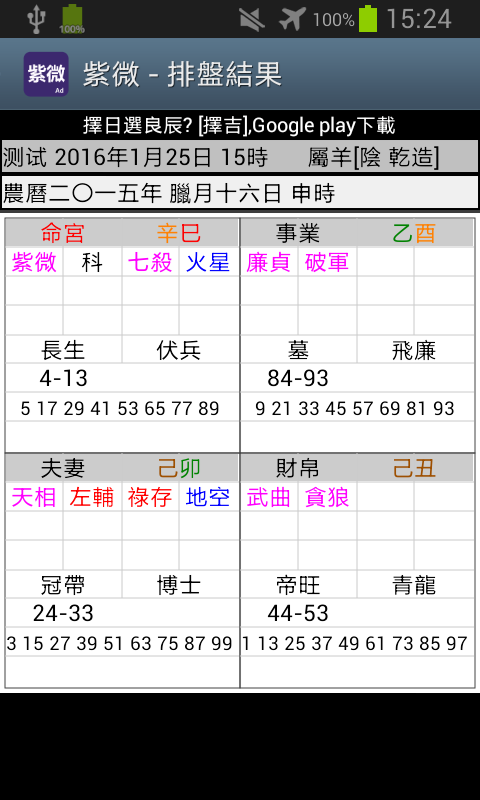 100% 100% 15:24
紫微 Ad 紫微 - 排盤結果
擇日選良辰? [擇吉],Google play下載
测试 2016年1月25日 15時 屬羊[陰 乾造]
農曆二〇一五年 臘月十六日 申時
命宮 辛巳 事業 乙酉
紫微 科 七殺 火星 廉貞 破軍
長生 伏兵 墓 飛廉
4-13 84-93
5 17 29 41 53 65 77 89 9 21 33 45 57 69 81 93
夫妻 己卯 財帛 己丑
天相 左輔 祿存 地空 武曲 貪狼
冠帶 博士 帝旺 青龍
24-33 44-53
3 15 27 39 51 63 75 87 99 1 13 25 37 49 61 73 85 97